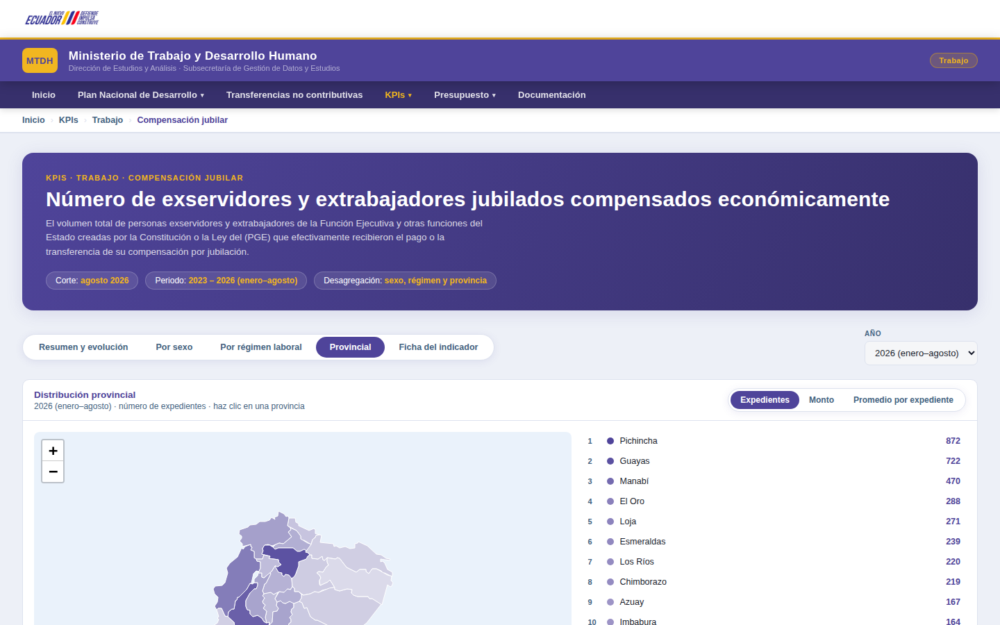 EL NUEVO
ECUADOR
DEFIENDE
IMPULSA
CONSTRUYE
MTDH
Ministerio de Trabajo y Desarrollo Humano
Dirección de Estudios y Análisis · Subsecretaría de Gestión de Datos y Estudios
Trabajo
Inicio
Plan Nacional de Desarrollo ▾
Transferencias no contributivas
KPIs ▾
Presupuesto ▾
Documentación
Inicio › KPIs › Trabajo › Compensación jubilar
KPIS · TRABAJO · COMPENSACIÓN JUBILAR
Número de exservidores y extrabajadores jubilados compensados económicamente
El volumen total de personas exservidores y extrabajadores de la Función Ejecutiva y otras funciones del
Estado creadas por la Constitución o la Ley del (PGE) que efectivamente recibieron el pago o la
transferencia de su compensación por jubilación.
Corte: agosto 2026
Periodo: 2023 – 2026 (enero–agosto)
Desagregación: sexo, régimen y provincia
Resumen y evolución
Por sexo
Por régimen laboral
Provincial
Ficha del indicador
AÑO
2026 (enero–agosto)
Distribución provincial
2026 (enero–agosto) · número de expedientes · haz clic en una provincia
Expedientes
Monto
Promedio por expediente
+
−
1 Pichincha 872
2 Guayas 722
3 Manabí 470
4 El Oro 288
5 Loja 271
6 Esmeraldas 239
7 Los Ríos 220
8 Chimborazo 219
9 Azuay 167
10 Imbabura 164